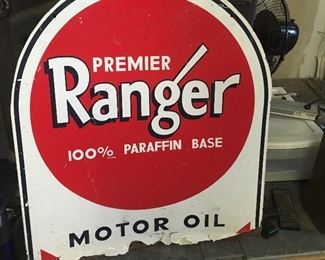 PREMIER
Ranger
100% PARAFFIN BASE
MOTOR OIL